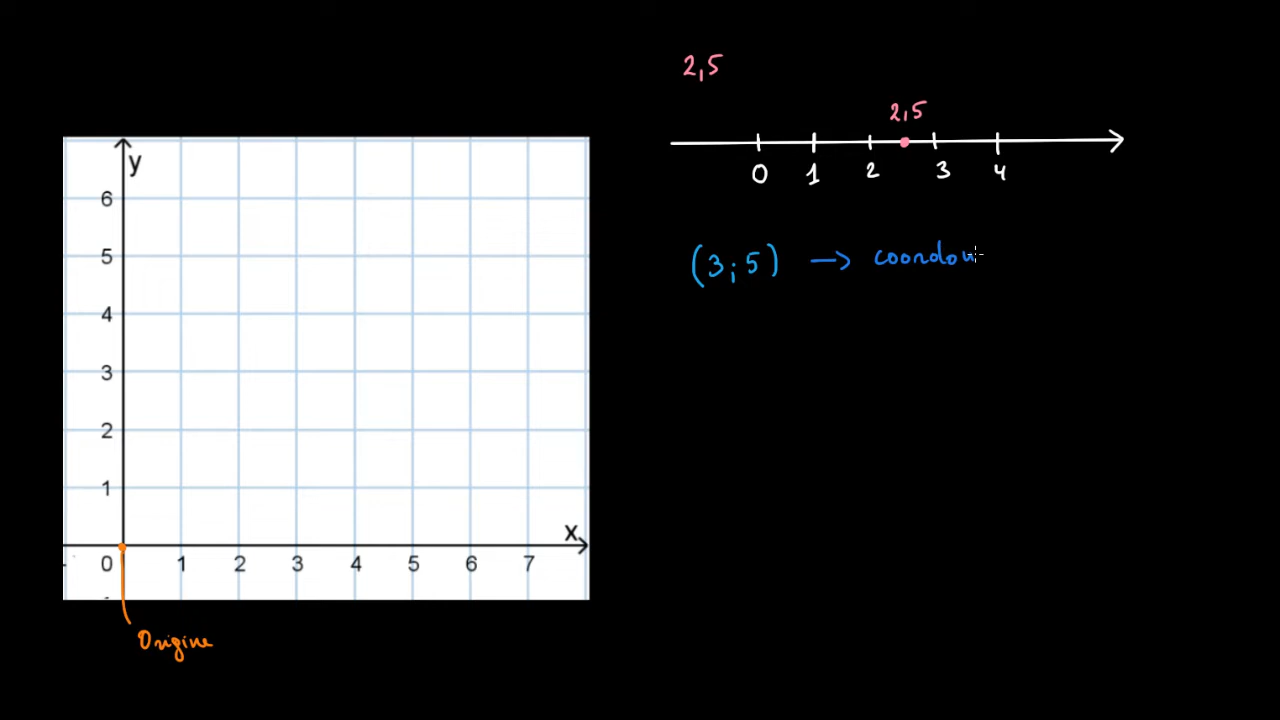 2,5
2,5
0 1 2 3 4
(3;5) → coordon
y
6
5
4
3
2
1
x
0 1 2 3 4 5 6 7
Origine